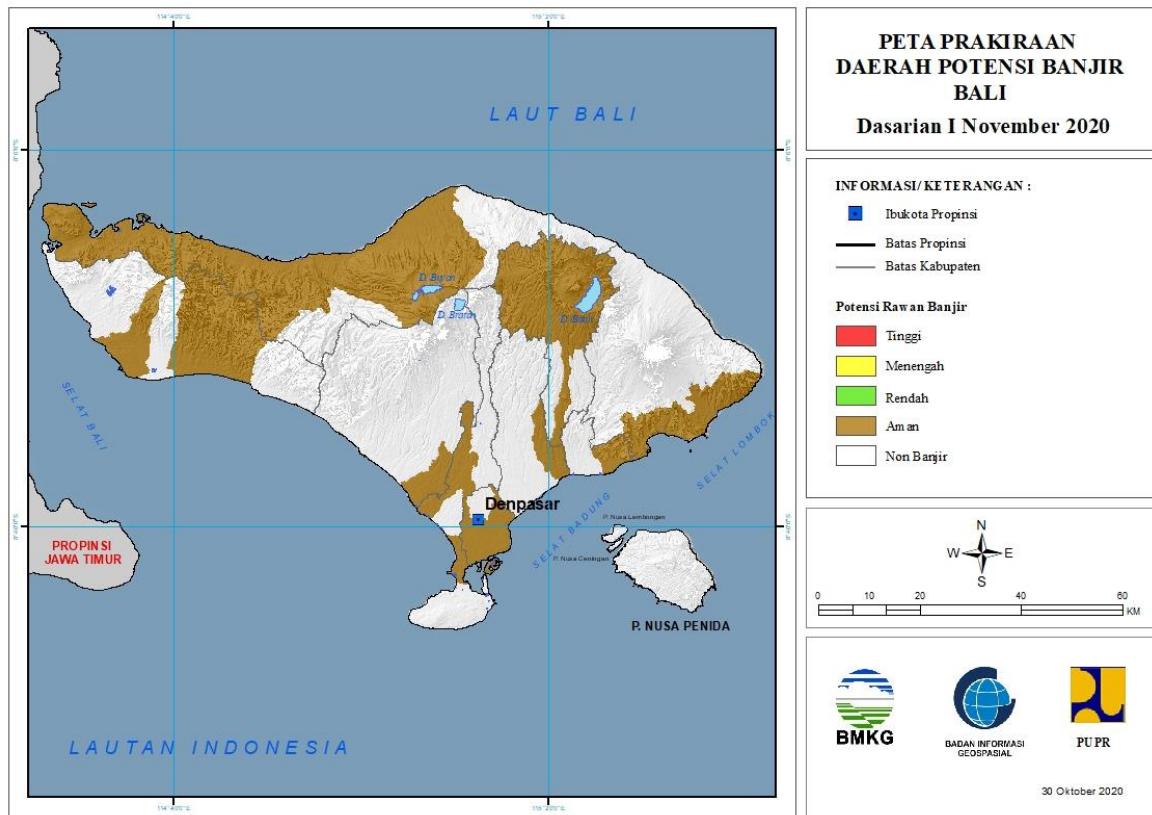 PETA PRAKIRAAN
DAERAH POTENSI BANJIR
BALI
Dasarian I November 2020
INFORMASI/KETERANGAN :
Ibukota Propinsi
Batas Propinsi
Batas Kabupaten
Potensi Rawan Banjir
Tinggi
Menengah
Rendah
Aman
Non Banjir
N
W E
S
0 10 20 40 60
KM
BMKG
BADAN INFORMASI
GEOSPASIAL
PUPR
30 Oktober 2020
LAUT BALI
D. Buyan
D. Bratan
D. Batur
SELAT BALI
SELAT LOMBOK
Denpasar
SELAT BADUNG
P. Nusa Lembongan
P. Nusa Ceningan
PROPINSI
JAWA TIMUR
P. NUSA PENIDA
LAUTAN INDONESIA